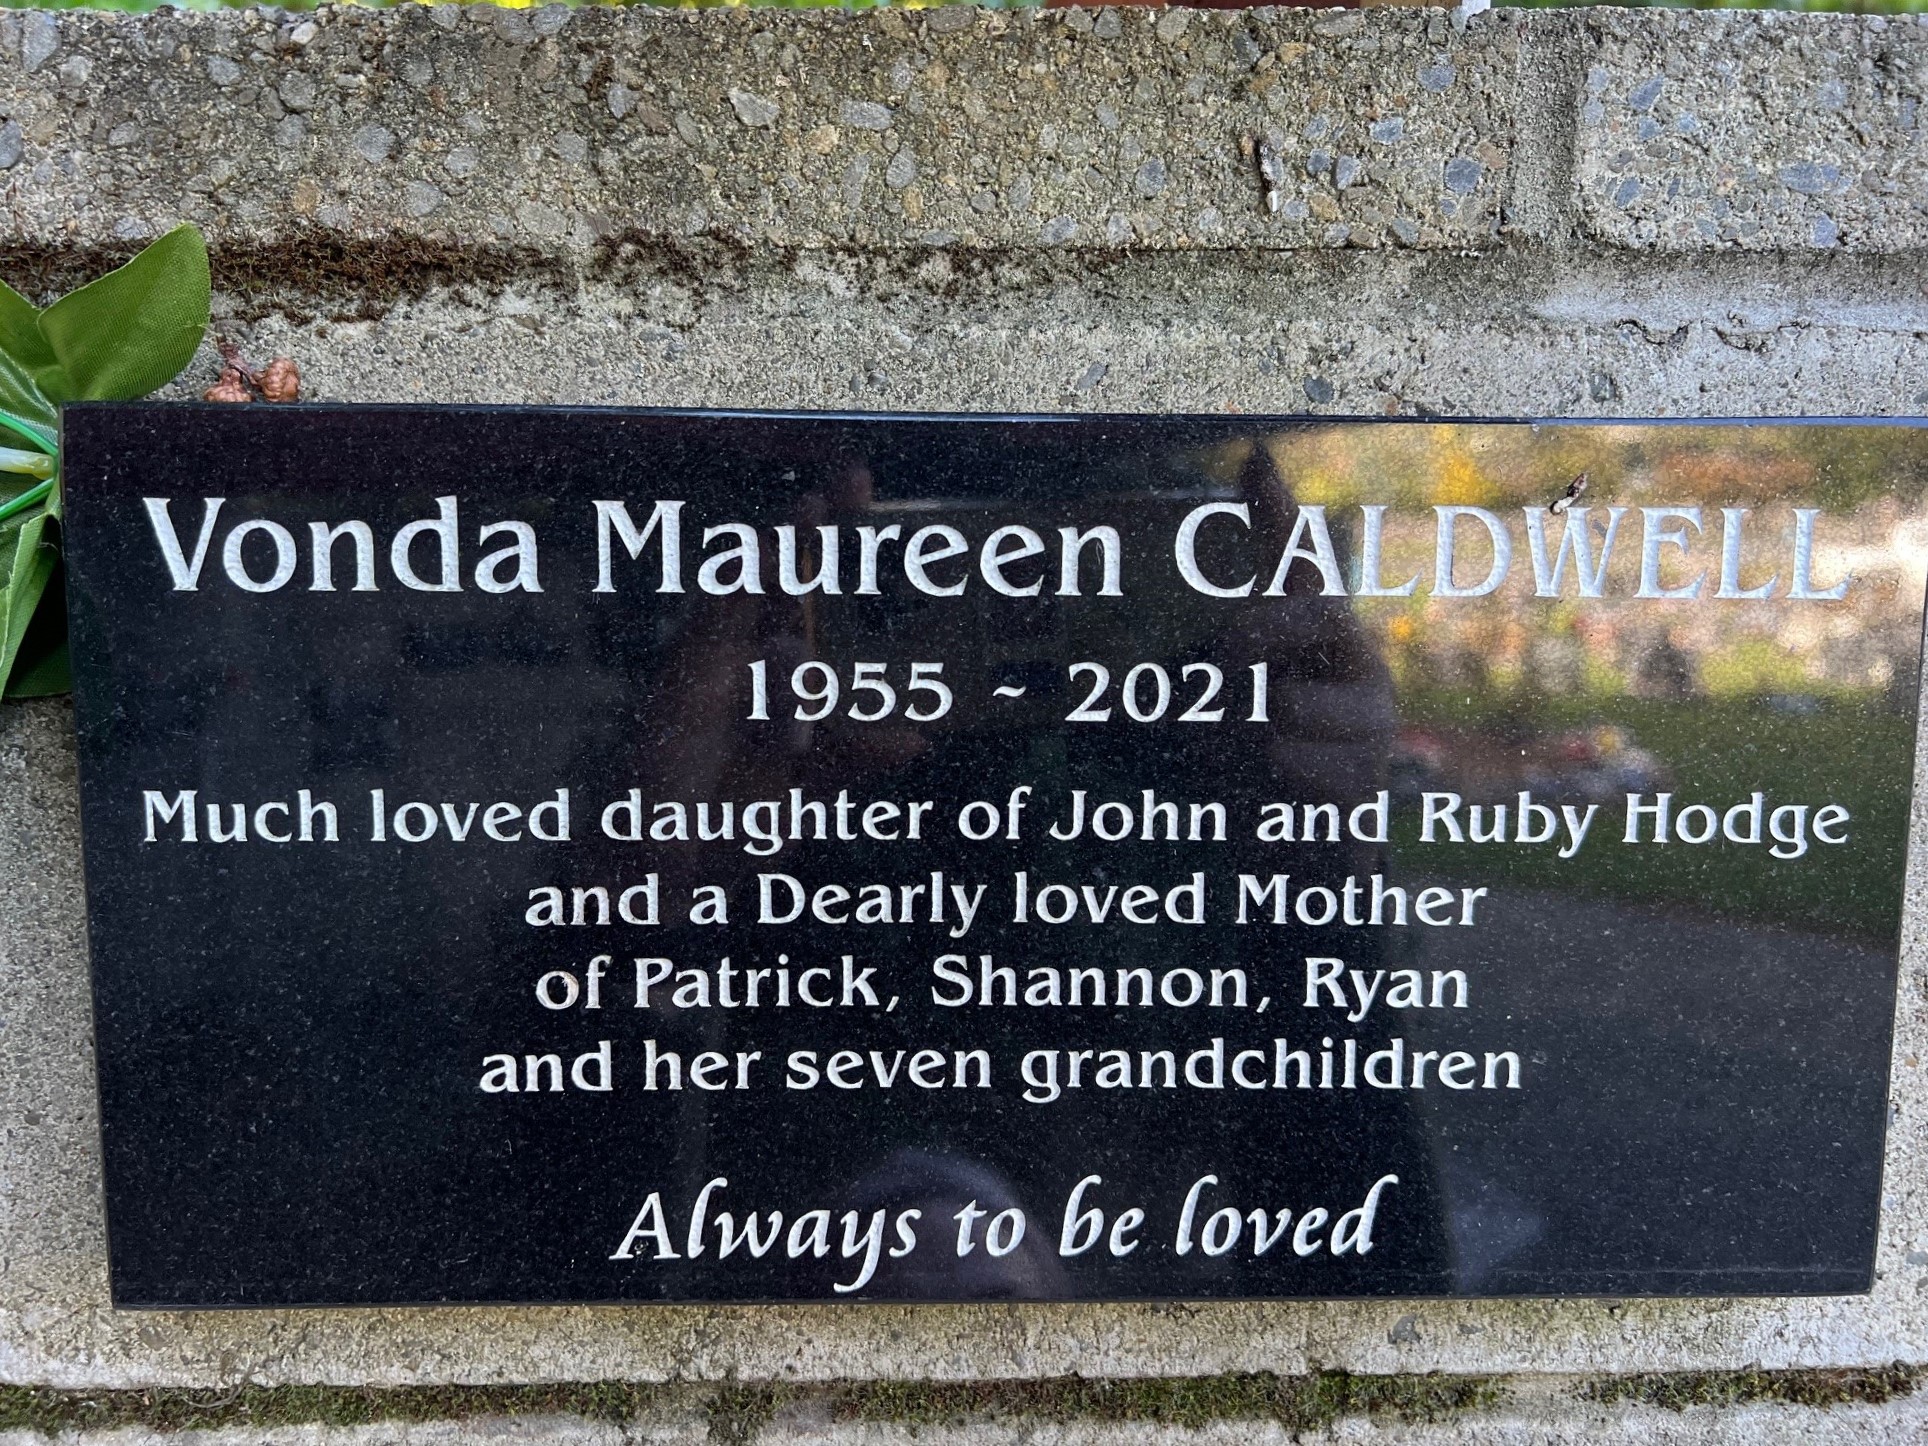 Vonda Maureen CALDWELL
1955 ~ 2021
Much loved daughter of John and Ruby Hodge
and a Dearly loved Mother
of Patrick, Shannon, Ryan
and her seven grandchildren
Always to be loved